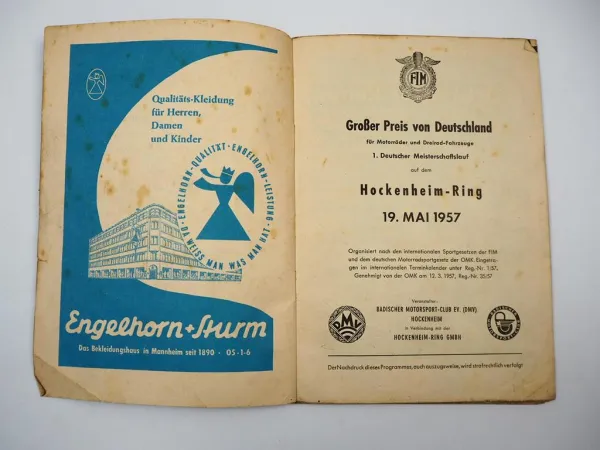 Qualitäts-Kleidung
für Herren,
Damen
und Kinder
ENGELHORN-QUALITÄT · ENGELHORN-LEISTUNG · DA WEISS MAN WAS MAN HAT ·
Engelhorn+Sturm
Das Bekleidungshaus in Mannheim seit 1890 · O5-1-6
FIM
Großer Preis von Deutschland
für Motorräder und Dreirad-Fahrzeuge
1. Deutscher Meisterschaftslauf
auf dem
Hockenheim-Ring
19. MAI 1957
Organisiert nach den internationalen Sportgesetzen der FIM
und dem deutschen Motorradsportgesetz der OMK. Eingetra-
gen im internationalen Terminkalender unter Reg.-Nr. 1/57.
Genehmigt von der OMK am 12. 3. 1957, Reg.-Nr. 35/57
Veranstalter:
BADISCHER MOTORSPORT-CLUB EV. (DMV)
HOCKENHEIM
in Verbindung mit der
HOCKENHEIM-RING GMBH
DMV
Der Nachdruck dieses Programmes, auch auszugsweise, wird strafrechtlich verfolgt